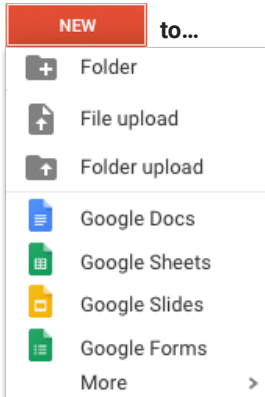 NEW to...
Folder
File upload
Folder upload
Google Docs
Google Sheets
Google Slides
Google Forms
More >